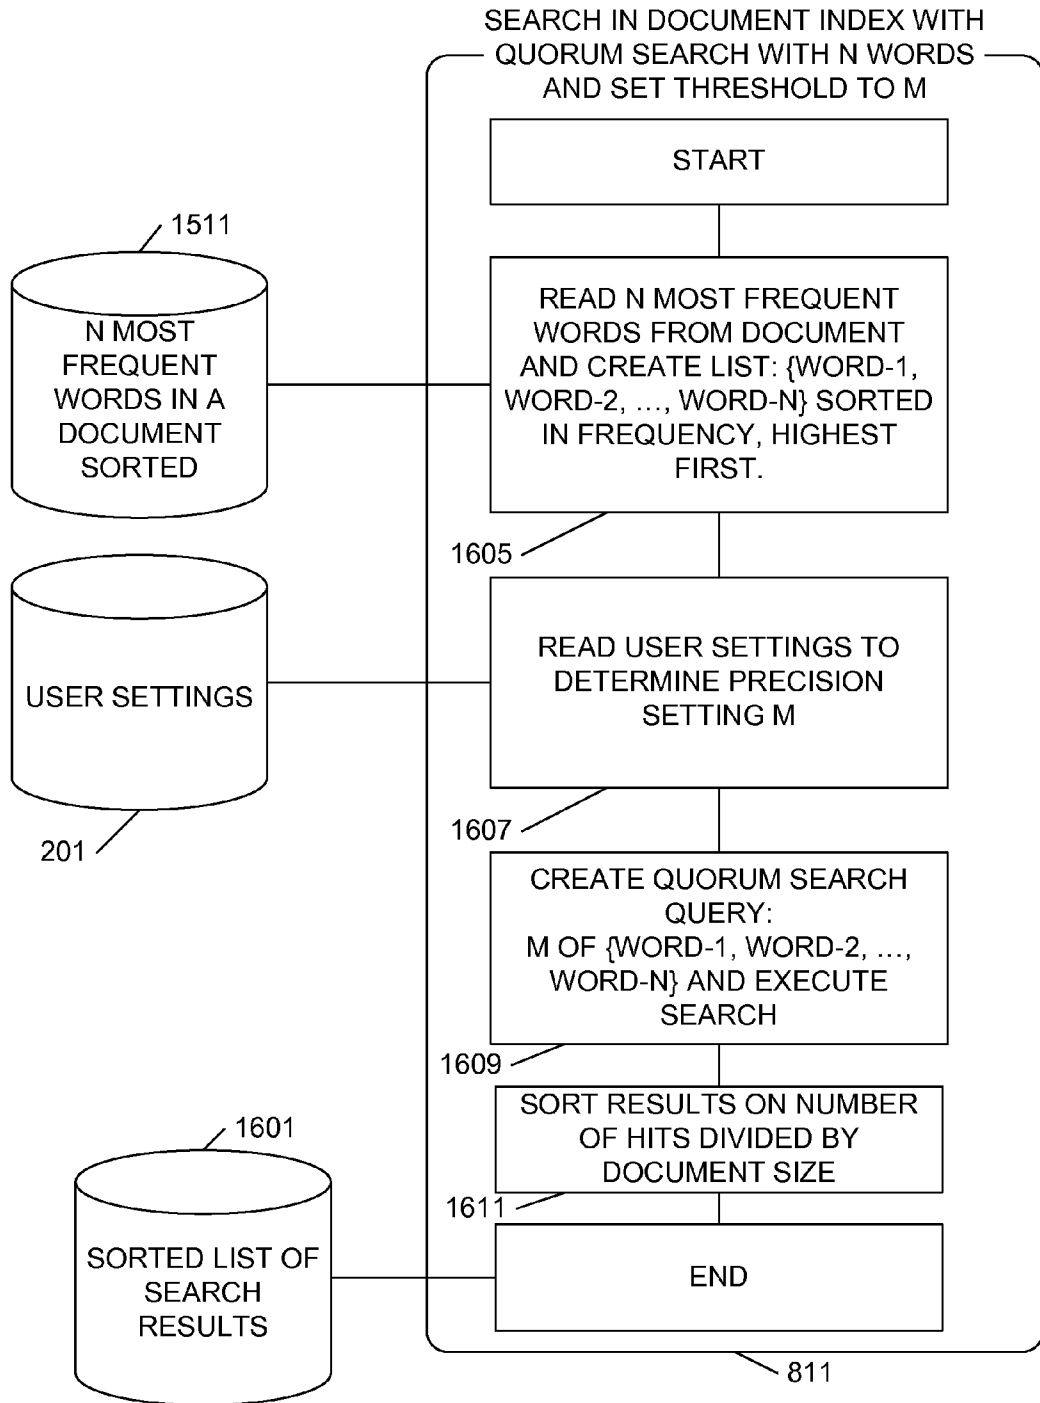 SEARCH IN DOCUMENT INDEX WITH
QUORUM SEARCH WITH N WORDS
AND SET THRESHOLD TO M
START
1511
N MOST
FREQUENT
WORDS IN A
DOCUMENT
SORTED
READ N MOST FREQUENT
WORDS FROM DOCUMENT
AND CREATE LIST: {WORD-1,
WORD-2, ..., WORD-N} SORTED
IN FREQUENCY, HIGHEST
FIRST.
1605
USER SETTINGS
201
READ USER SETTINGS TO
DETERMINE PRECISION
SETTING M
1607
CREATE QUORUM SEARCH
QUERY:
M OF {WORD-1, WORD-2, ...,
WORD-N} AND EXECUTE
SEARCH
1609
SORT RESULTS ON NUMBER
OF HITS DIVIDED BY
DOCUMENT SIZE
1611
1601
SORTED LIST OF
SEARCH
RESULTS
END
811